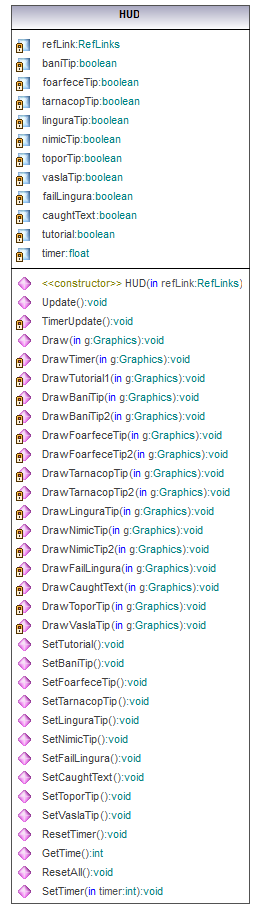 HUD
refLink:RefLinks
baniTip:boolean
foarfeceTip:boolean
tarnacopTip:boolean
linguraTip:boolean
nimicTip:boolean
toporTip:boolean
vaslaTip:boolean
failLingura:boolean
caughtText:boolean
tutorial:boolean
timer:float
<<constructor>> HUD(in refLink:RefLinks)
Update():void
TimerUpdate():void
Draw(in g:Graphics):void
DrawTimer(in g:Graphics):void
DrawTutorial1(in g:Graphics):void
DrawBaniTip(in g:Graphics):void
DrawBaniTip2(in g:Graphics):void
DrawFoarfeceTip(in g:Graphics):void
DrawFoarfeceTip2(in g:Graphics):void
DrawTarnacopTip(in g:Graphics):void
DrawTarnacopTip2(in g:Graphics):void
DrawLinguraTip(in g:Graphics):void
DrawNimicTip(in g:Graphics):void
DrawNimicTip2(in g:Graphics):void
DrawFailLingura(in g:Graphics):void
DrawCaughtText(in g:Graphics):void
DrawToporTip(in g:Graphics):void
DrawVaslaTip(in g:Graphics):void
SetTutorial():void
SetBaniTip():void
SetFoarfeceTip():void
SetTarnacopTip():void
SetLinguraTip():void
SetNimicTip():void
SetFailLingura():void
SetCaughtText():void
SetToporTip():void
SetVaslaTip():void
ResetTimer():void
GetTime():int
ResetAll():void
SetTimer(in timer:int):void